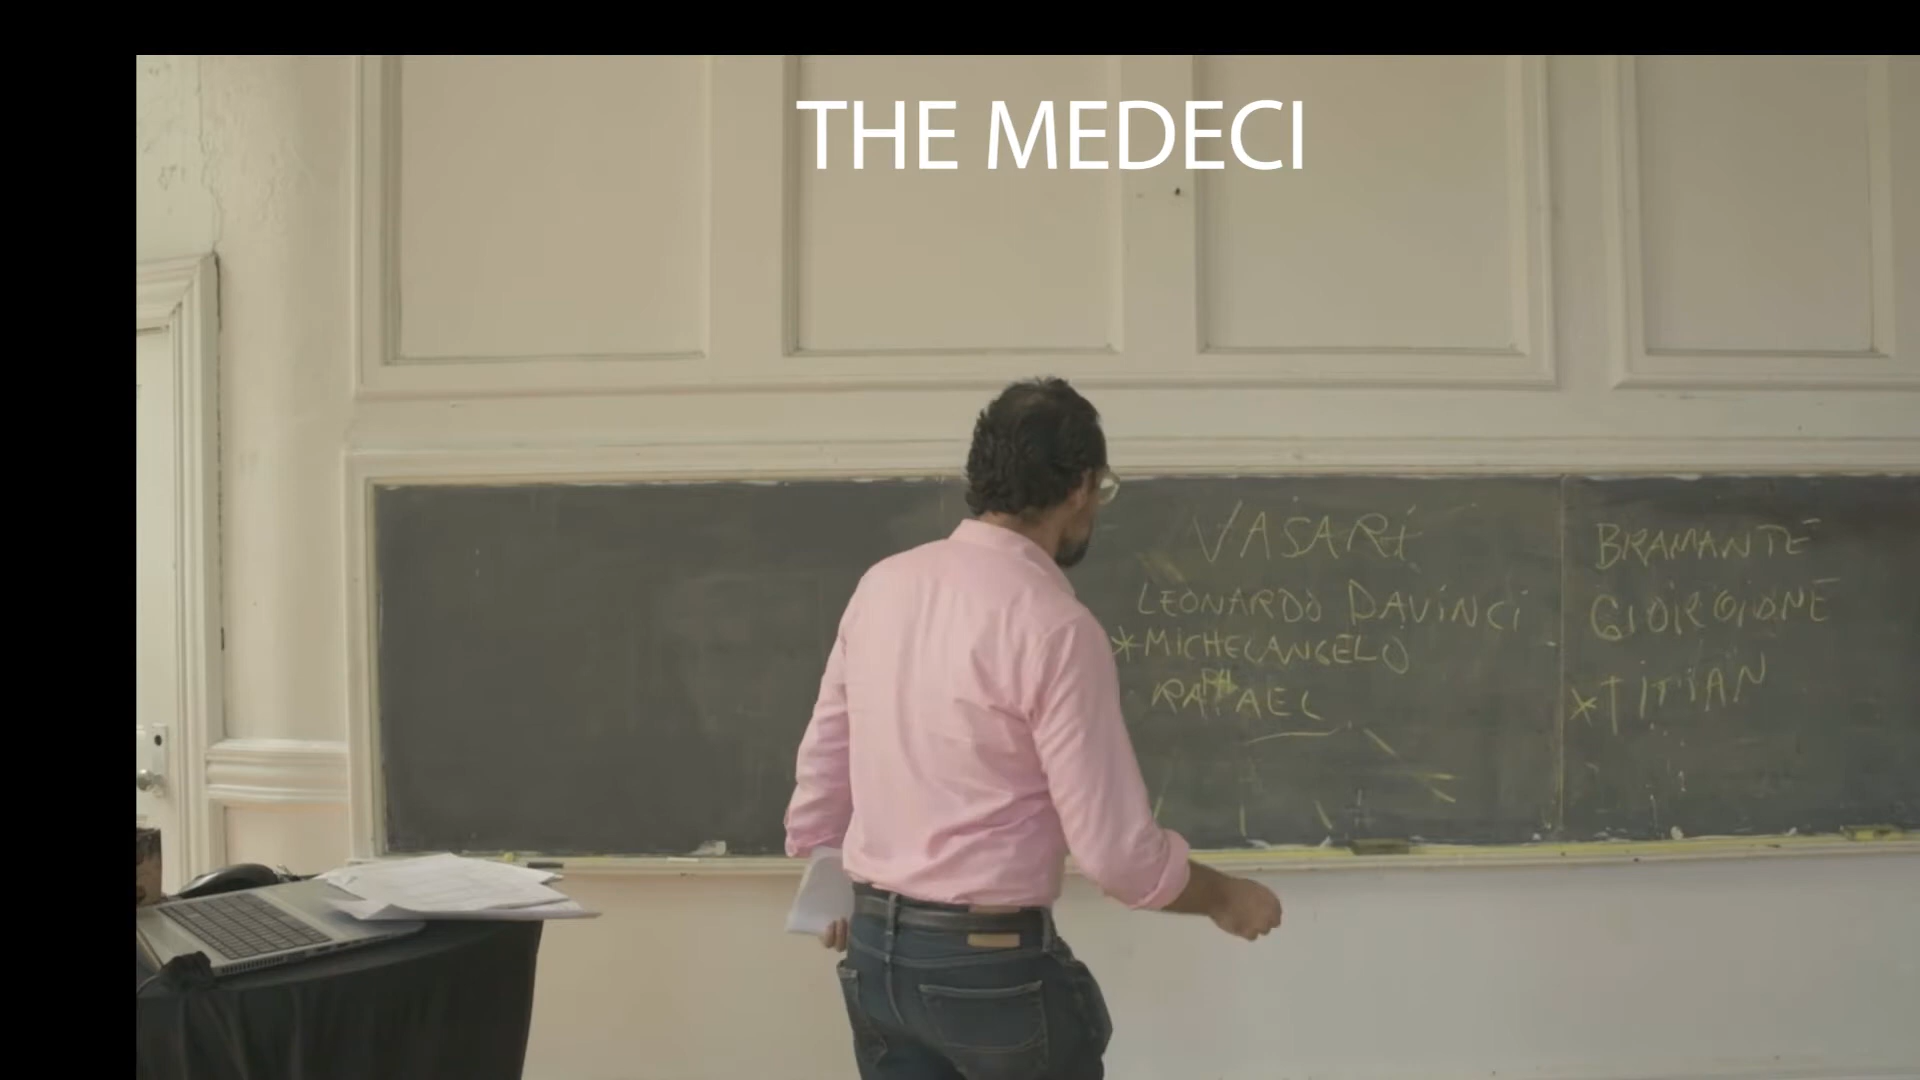 THE MEDECI
VASARI
LEONARDO DAVINCI
*MICHELANGELO
RAPHAEL
BRAMANTE
GIORGIONE
*TITIAN